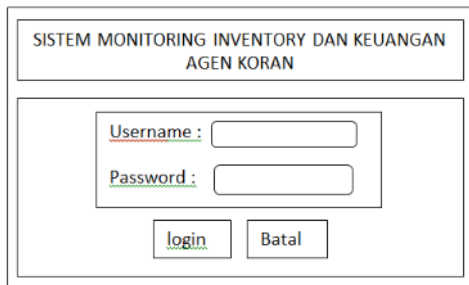 SISTEM MONITORING INVENTORY DAN KEUANGAN
AGEN KORAN
Username :
Password :
login Batal